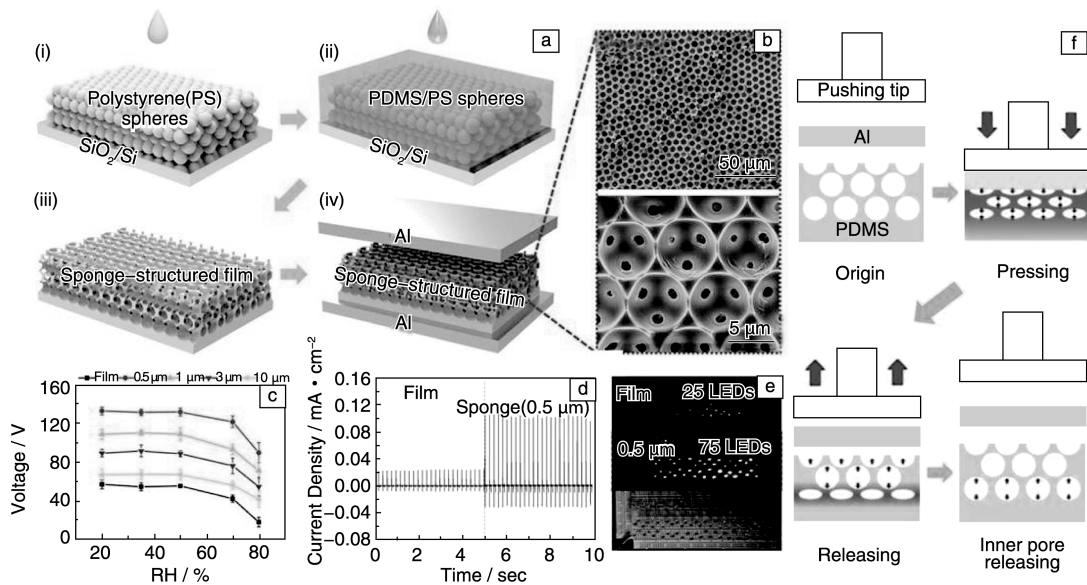 (i)
Polystyrene(PS)
spheres
SiO₂/Si
(ii)
a
PDMS/PS spheres
SiO₂/Si
(iii)
Sponge–structured film
(iv)
Al
Sponge–structured film
Al
b
50 μm
5 μm
Film 0.5 μm 1 μm 3 μm 10 μm
c
Voltage / V
160
120
80
40
0
20 30 40 50 60 70 80 90
RH / %
d
Film
Sponge(0.5 μm)
Current Density / mA • cm⁻²
0.16
0.12
0.08
0.04
0.00
−0.04
−0.08
0 2 4 6 8 10
Time / sec
e
Film 25 LEDs
0.5 μm 75 LEDs
f
Pushing tip
Al
PDMS
Origin
Pressing
Releasing
Inner pore
releasing